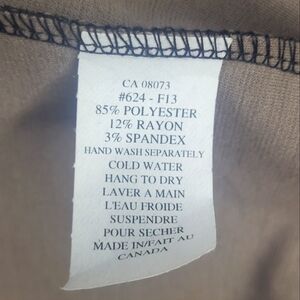 CA 08073
#624 - F13
85% POLYESTER
12% RAYON
3% SPANDEX
HAND WASH SEPARATELY
COLD WATER
HANG TO DRY
LAVER A MAIN
L'EAU FROIDE
SUSPENDRE
POUR SECHER
MADE IN/FAIT AU
CANADA